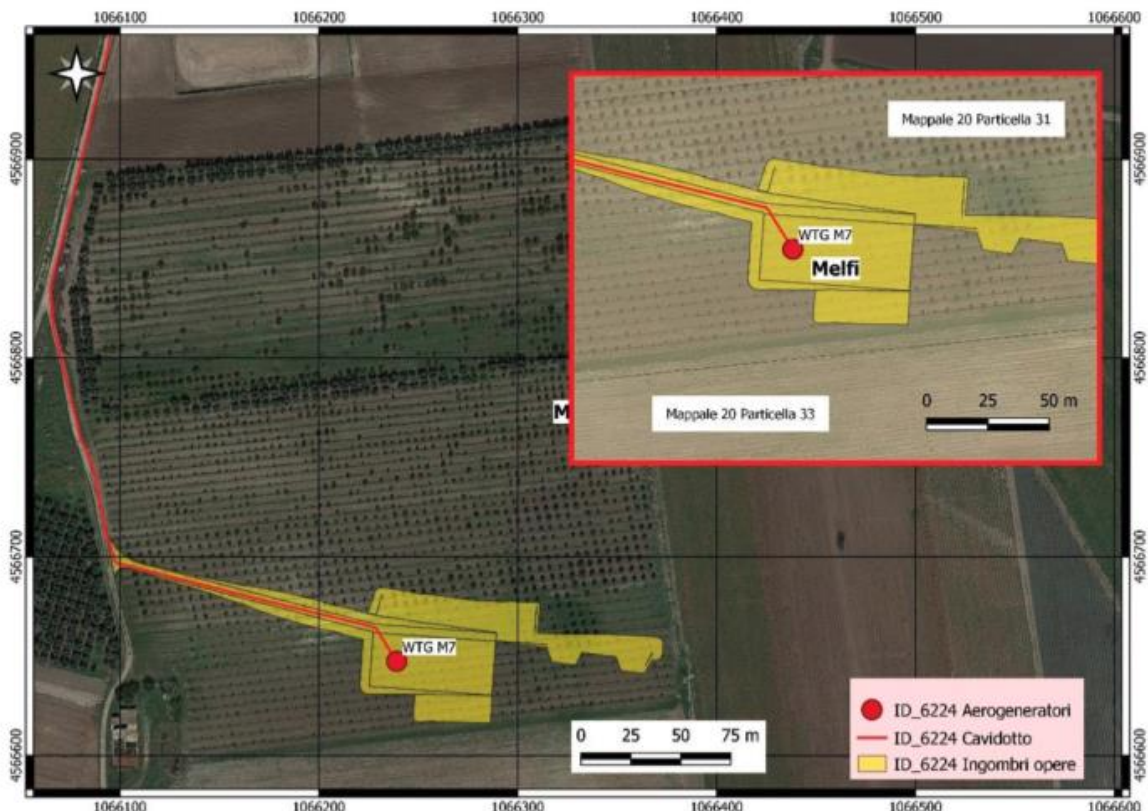 1066100 1066200 1066300 1066400 1066500 1066600
4566900 4566900
Mappale 20 Particella 31
WTG M7
Melfi
4566800 4566800
M
Mappale 20 Particella 33
0 25 50 m
4566700 4566700
WTG M7
0 25 50 75 m
ID_6224 Aerogeneratori
ID_6224 Cavidotto
ID_6224 Ingombri opere
4566600 4566600
1066100 1066200 1066300 1066400 1066500 1066600